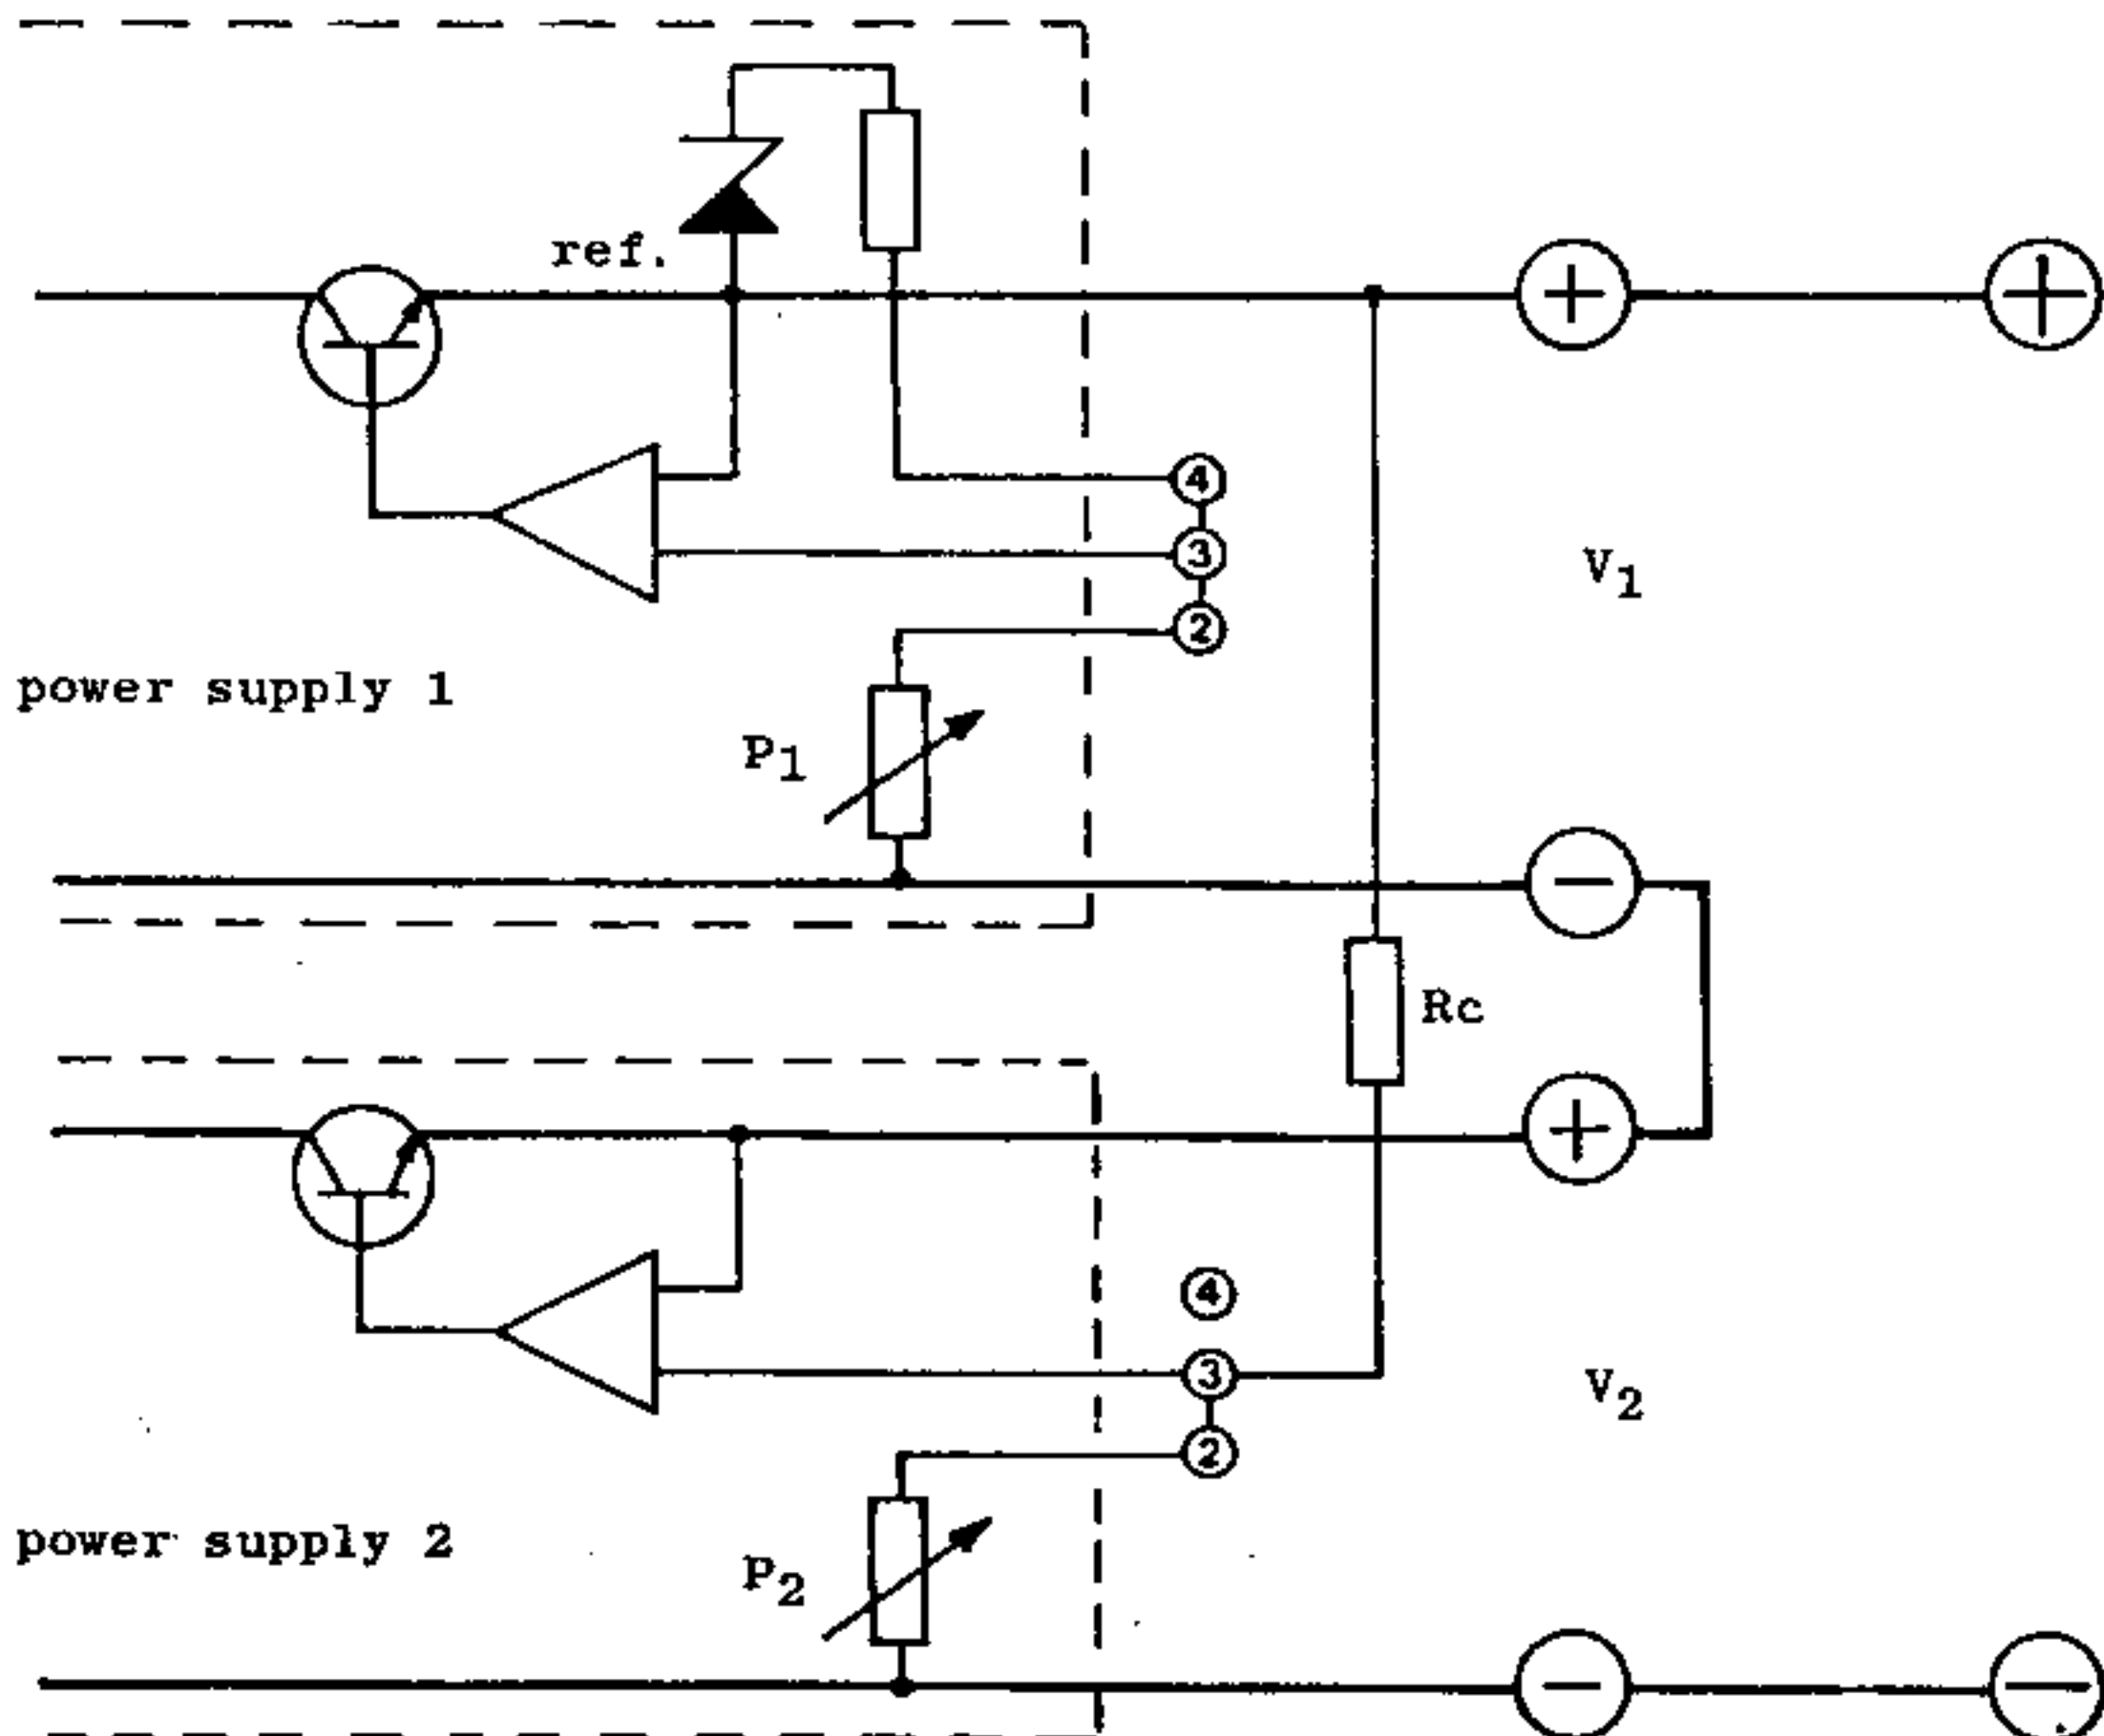 ref.
+
+
4
3
2
V1
power supply 1
P1
−
Rc
+
4
3
2
V2
power supply 2
P2
−
−